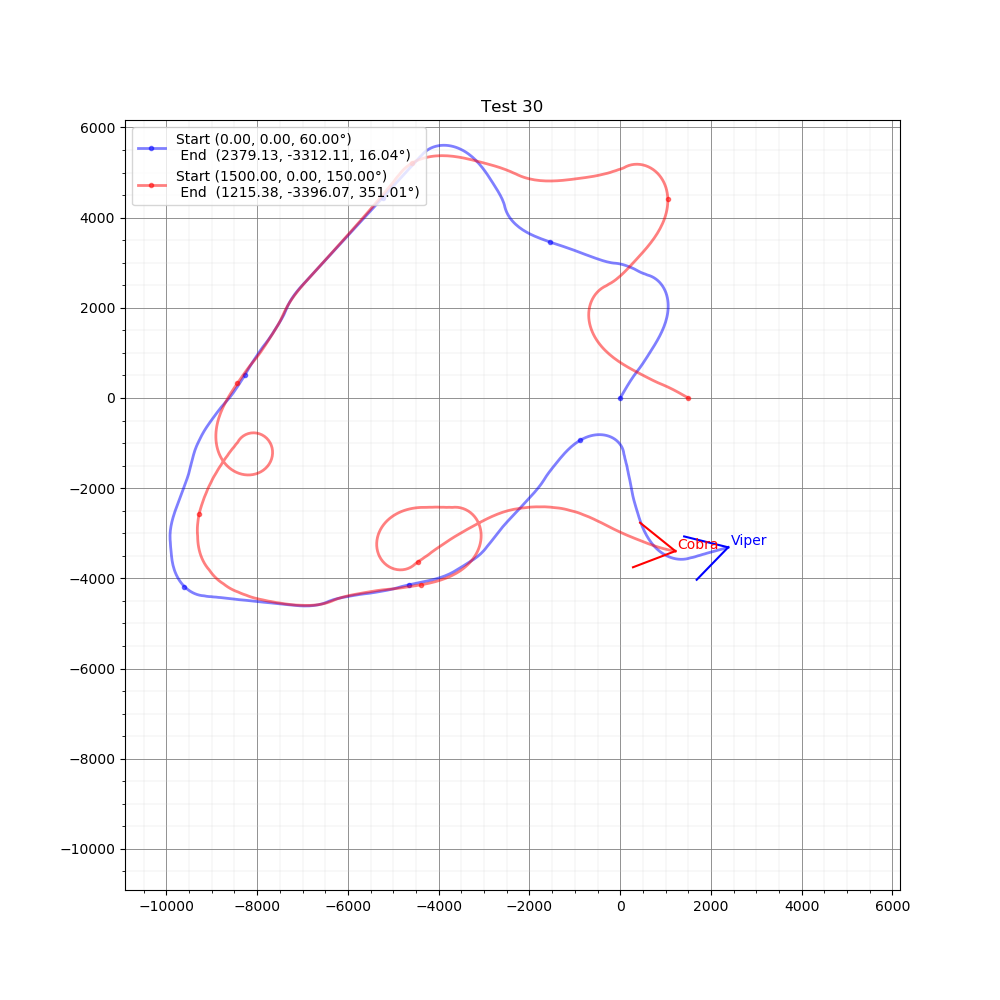 Test 30
Start (0.00, 0.00, 60.00°)
End (2379.13, -3312.11, 16.04°)
Start (1500.00, 0.00, 150.00°)
End (1215.38, -3396.07, 351.01°)
6000
4000
2000
0
−2000
−4000
−6000
−8000
−10000
Cobra
Viper
−10000 −8000 −6000 −4000 −2000 0 2000 4000 6000